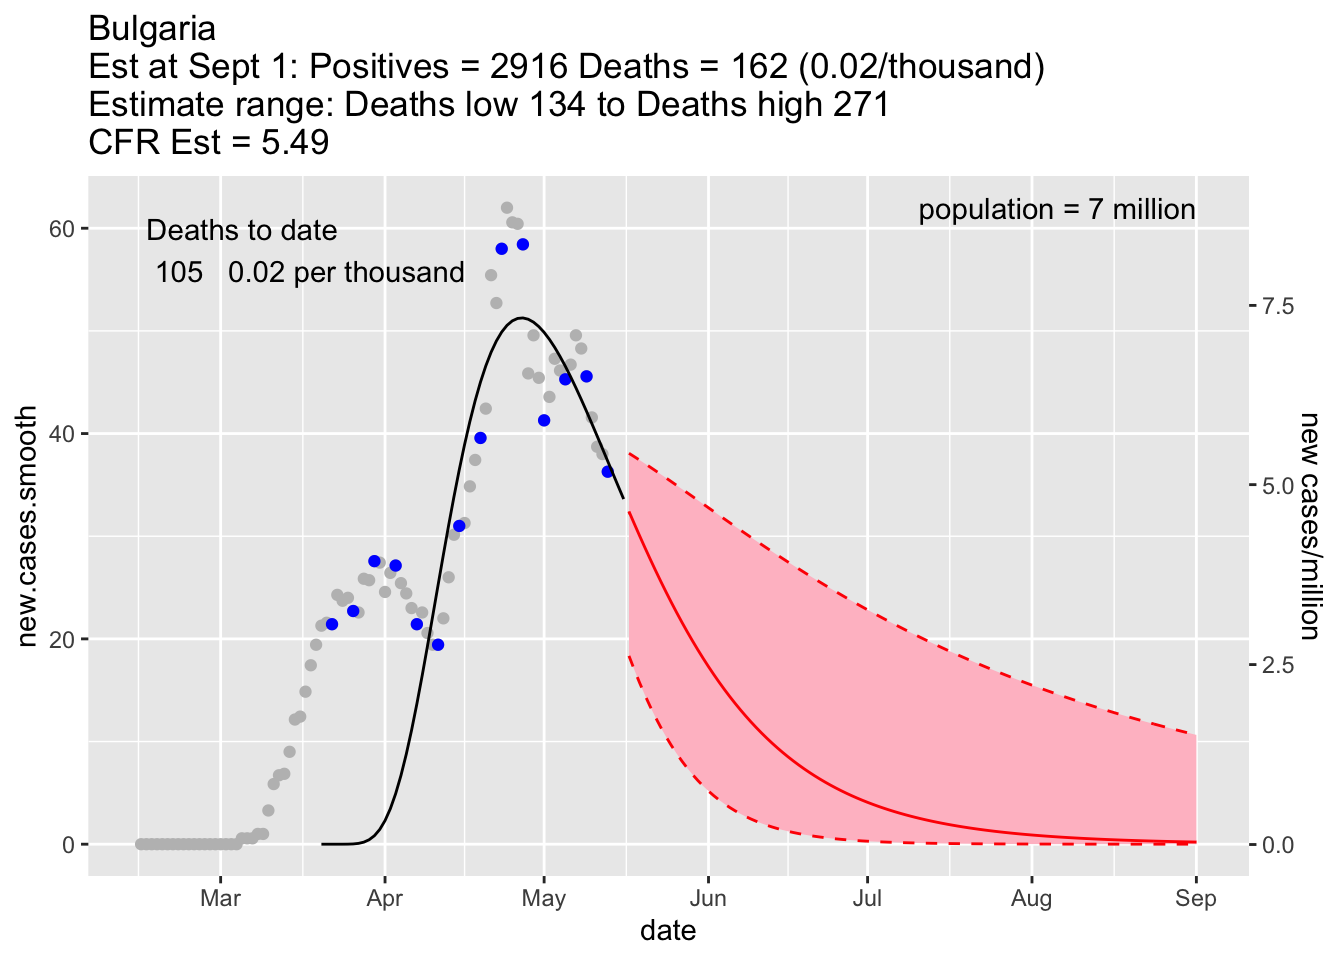 Bulgaria
Est at Sept 1: Positives = 2916 Deaths = 162 (0.02/thousand)
Estimate range: Deaths low 134 to Deaths high 271
CFR Est = 5.49
population = 7 million
Deaths to date
105 0.02 per thousand
60
40
20
0
new.cases.smooth
7.5
5.0
2.5
0.0
new cases/million
Mar
Apr
May
Jun
Jul
Aug
Sep
date